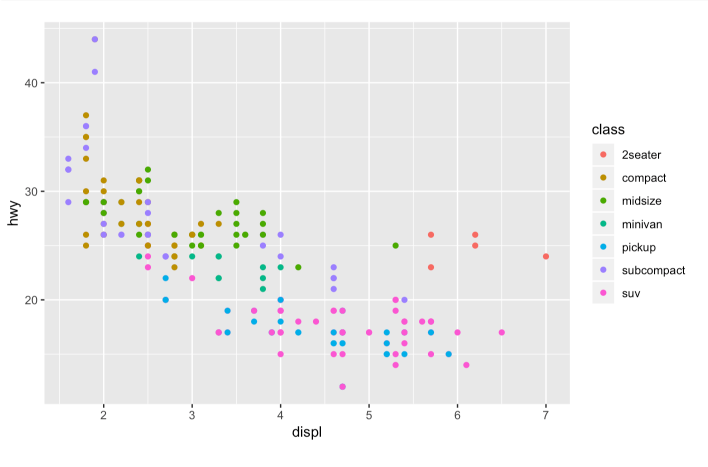 40
30
20
hwy
2
3
4
5
6
7
displ
class
2seater
compact
midsize
minivan
pickup
subcompact
suv